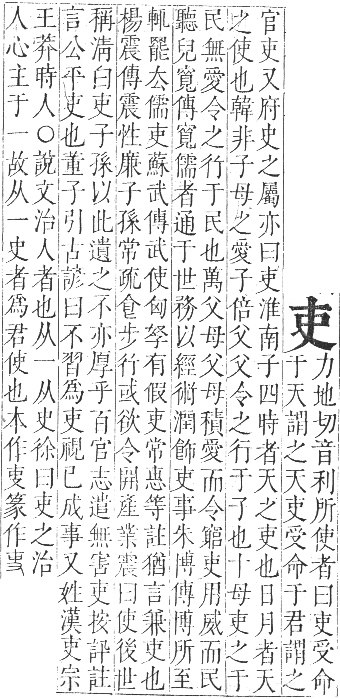 吏力地切音利所使者曰吏受命
于天謂之天吏受命于君謂之
官吏又府史之屬亦曰吏淮南子四時者天之吏也日月者天
之使也韓非子母之愛子倍父父令之行于子也十母吏之于
民無愛令之行于民也萬父母父母積愛而令窮吏用威而民
聽兒寬傳寬儒者通于世務以經術潤飾吏事朱博傳博所至
輒罷去儒吏蘇武傳武使匈孥有假吏常惠等註猶言兼吏也
楊震傳震性廉子孫常疏食步行或欲令開產業震曰使後世
稱清白吏子孫以此遺之不亦厚乎百官志遣無害吏按評註
言公平吏也董子引古諺曰不習爲吏視已成事又姓漢吏宗
王莽時人〇說文治人者也从一从史徐曰吏之治
人心主于一故从一史者爲君使也本作叓篆作㕝